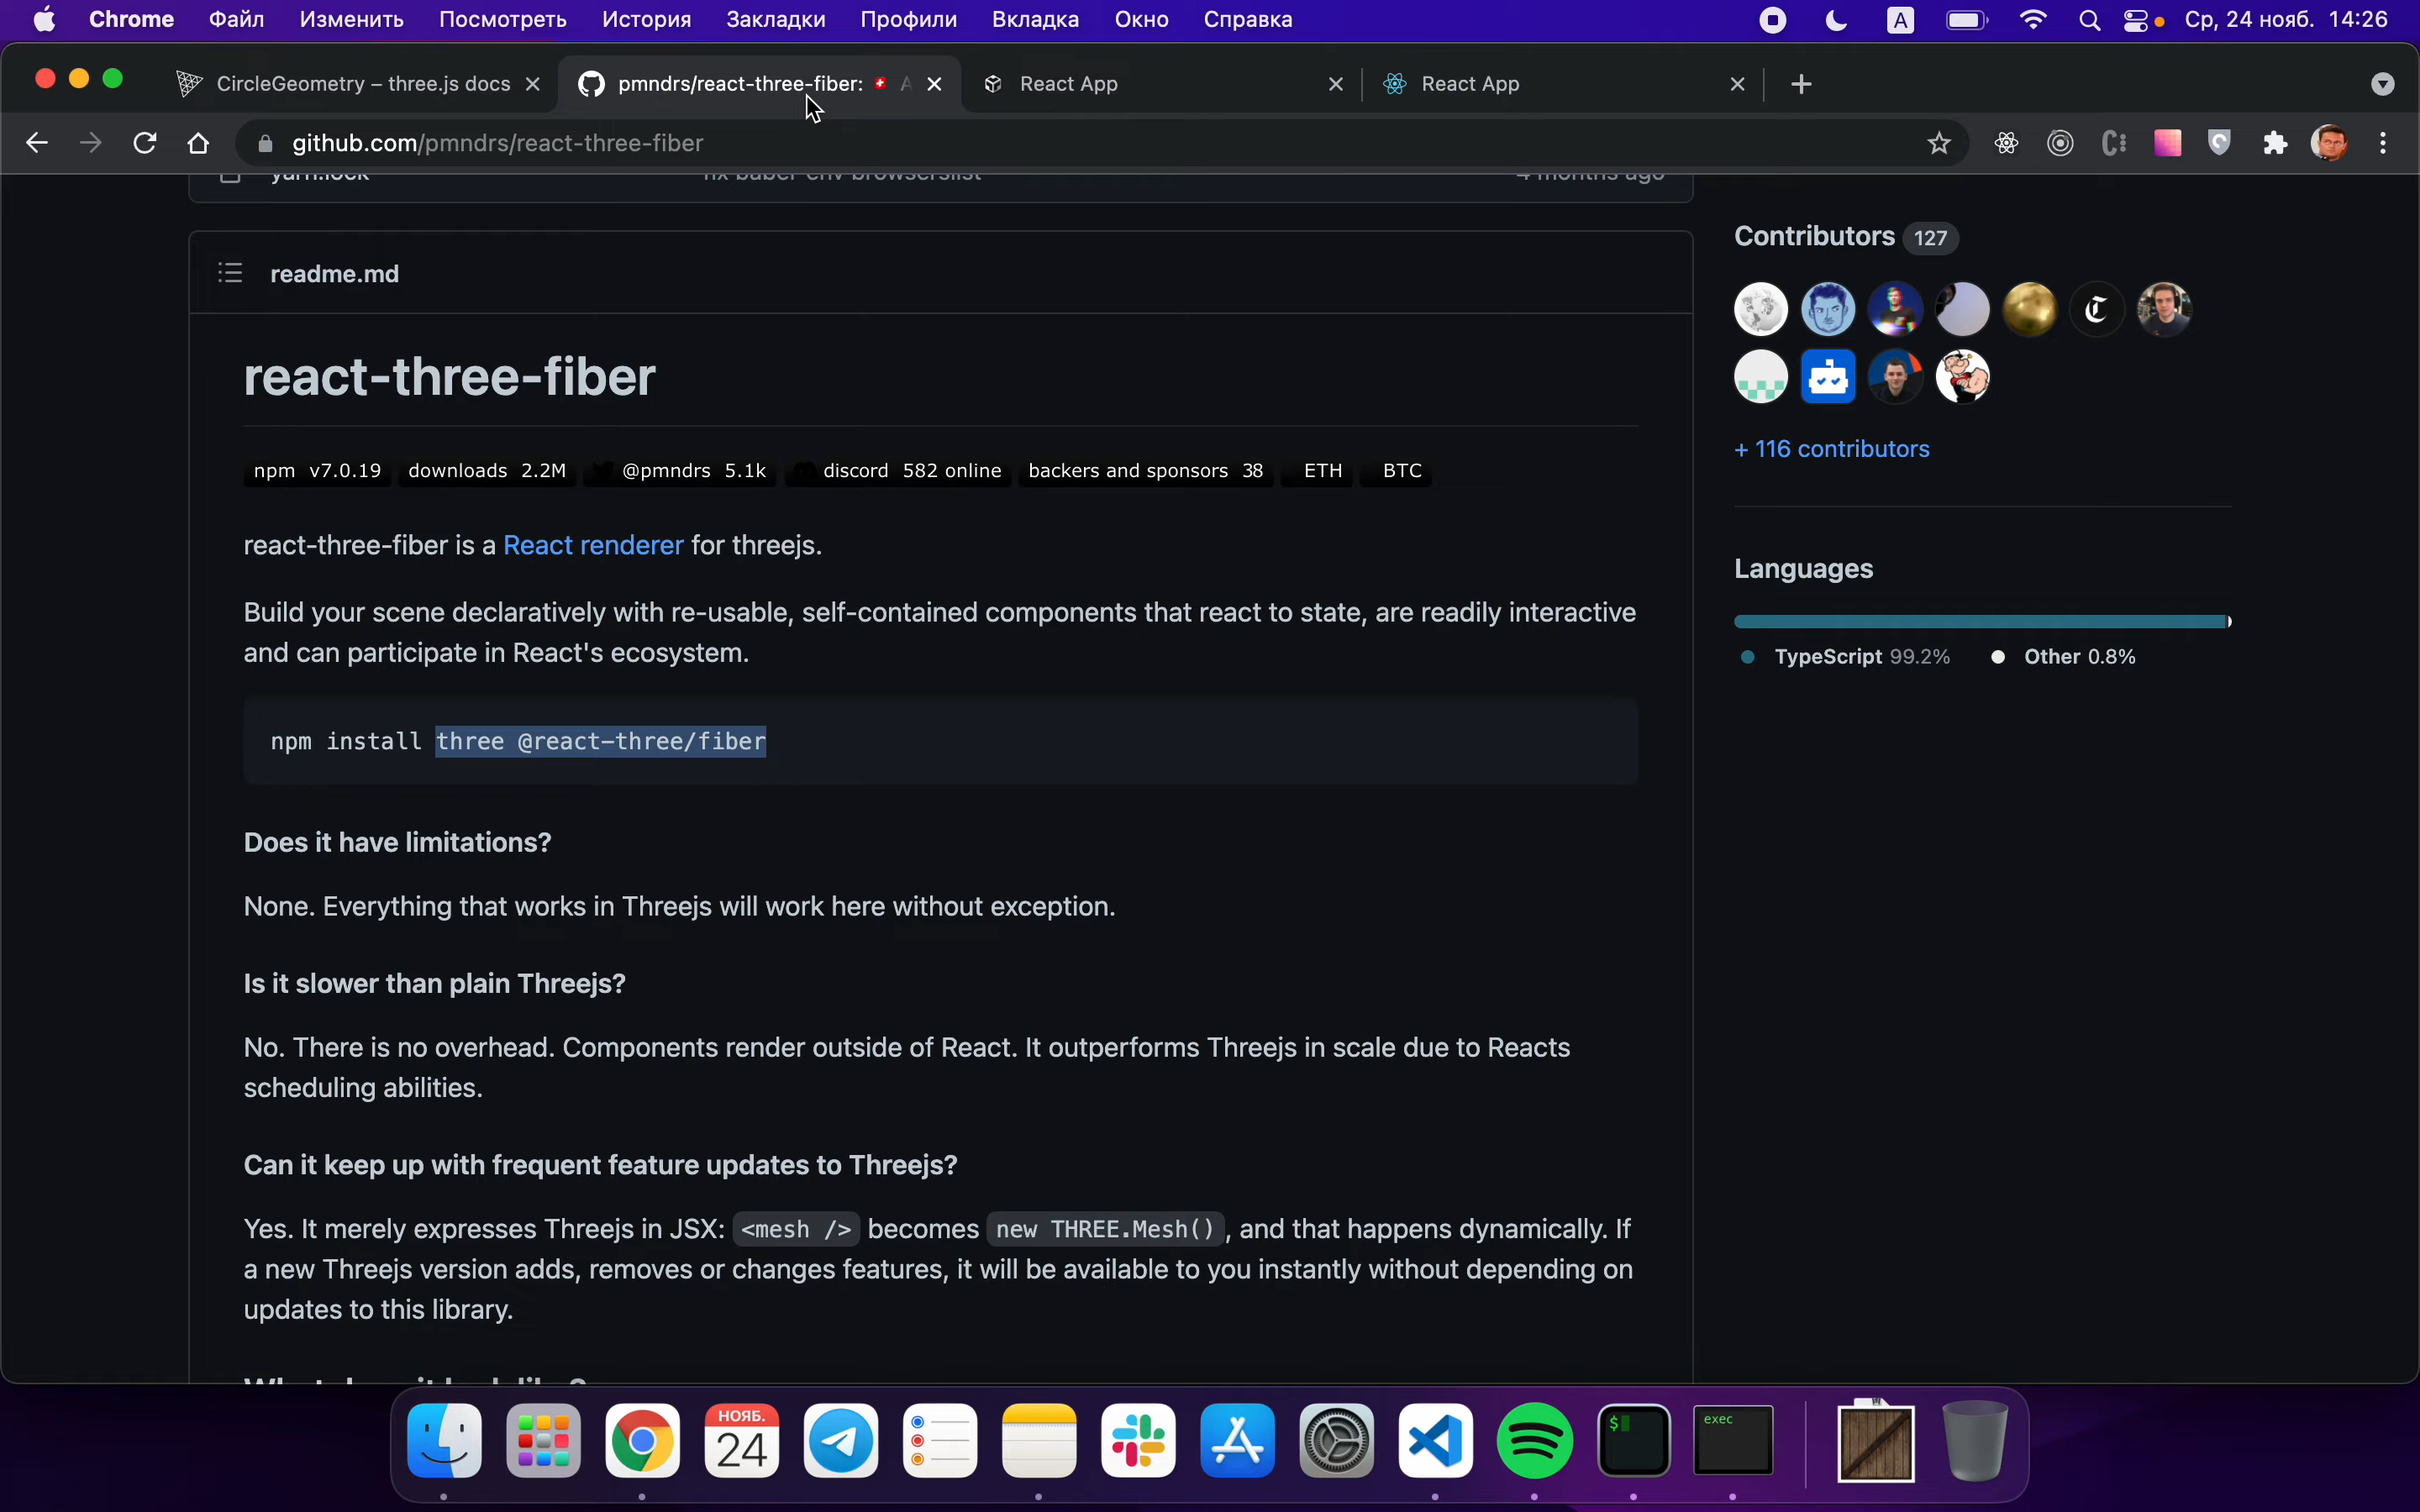 Chrome Файл Изменить Посмотреть История Закладки Профили Вкладка Окно Справка A Ср, 24 нояб. 14:26
CircleGeometry – three.js docs pmndrs/react-three-fiber: A React App React App
github.com/pmndrs/react-three-fiber
yarn.lock fix babel env browserslist 4 months ago
readme.md
react-three-fiber
npm v7.0.19 downloads 2.2M @pmndrs 5.1k discord 582 online backers and sponsors 38 ETH BTC
react-three-fiber is a React renderer for threejs.
Build your scene declaratively with re-usable, self-contained components that react to state, are readily interactive
and can participate in React's ecosystem.
npm install three @react-three/fiber
Does it have limitations?
None. Everything that works in Threejs will work here without exception.
Is it slower than plain Threejs?
No. There is no overhead. Components render outside of React. It outperforms Threejs in scale due to Reacts
scheduling abilities.
Can it keep up with frequent feature updates to Threejs?
Yes. It merely expresses Threejs in JSX: <mesh /> becomes new THREE.Mesh(), and that happens dynamically. If
a new Threejs version adds, removes or changes features, it will be available to you instantly without depending on
updates to this library.
Contributors 127
+ 116 contributors
Languages
TypeScript 99.2% Other 0.8%
НОЯБ.
24
$
exec